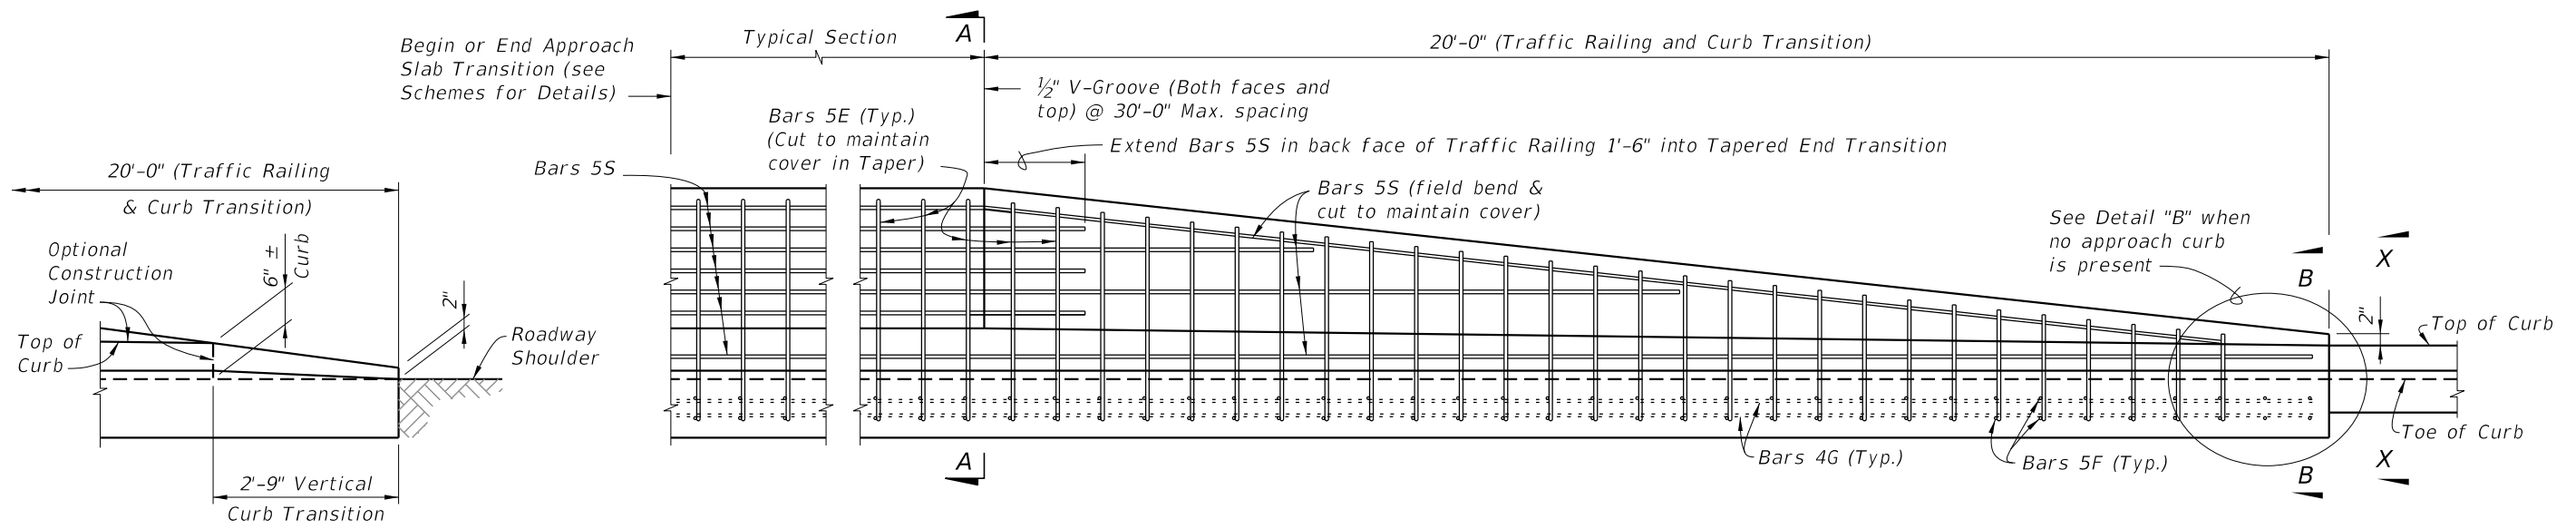 20'-0" (Traffic Railing
& Curb Transition)
Optional
Construction
Joint
6" ±
Curb
2"
Top of
Curb
Roadway
Shoulder
2'-9" Vertical
Curb Transition
Begin or End Approach
Slab Transition (see
Schemes for Details)
Typical Section
A
20'-0" (Traffic Railing and Curb Transition)
½" V-Groove (Both faces and
top) @ 30'-0" Max. spacing
Bars 5E (Typ.)
(Cut to maintain
cover in Taper)
Extend Bars 5S in back face of Traffic Railing 1'-6" into Tapered End Transition
Bars 5S
Bars 5S (field bend &
cut to maintain cover)
See Detail "B" when
no approach curb
is present
B
X
2"
Top of Curb
Toe of Curb
A
Bars 4G (Typ.)
Bars 5F (Typ.)
B
X